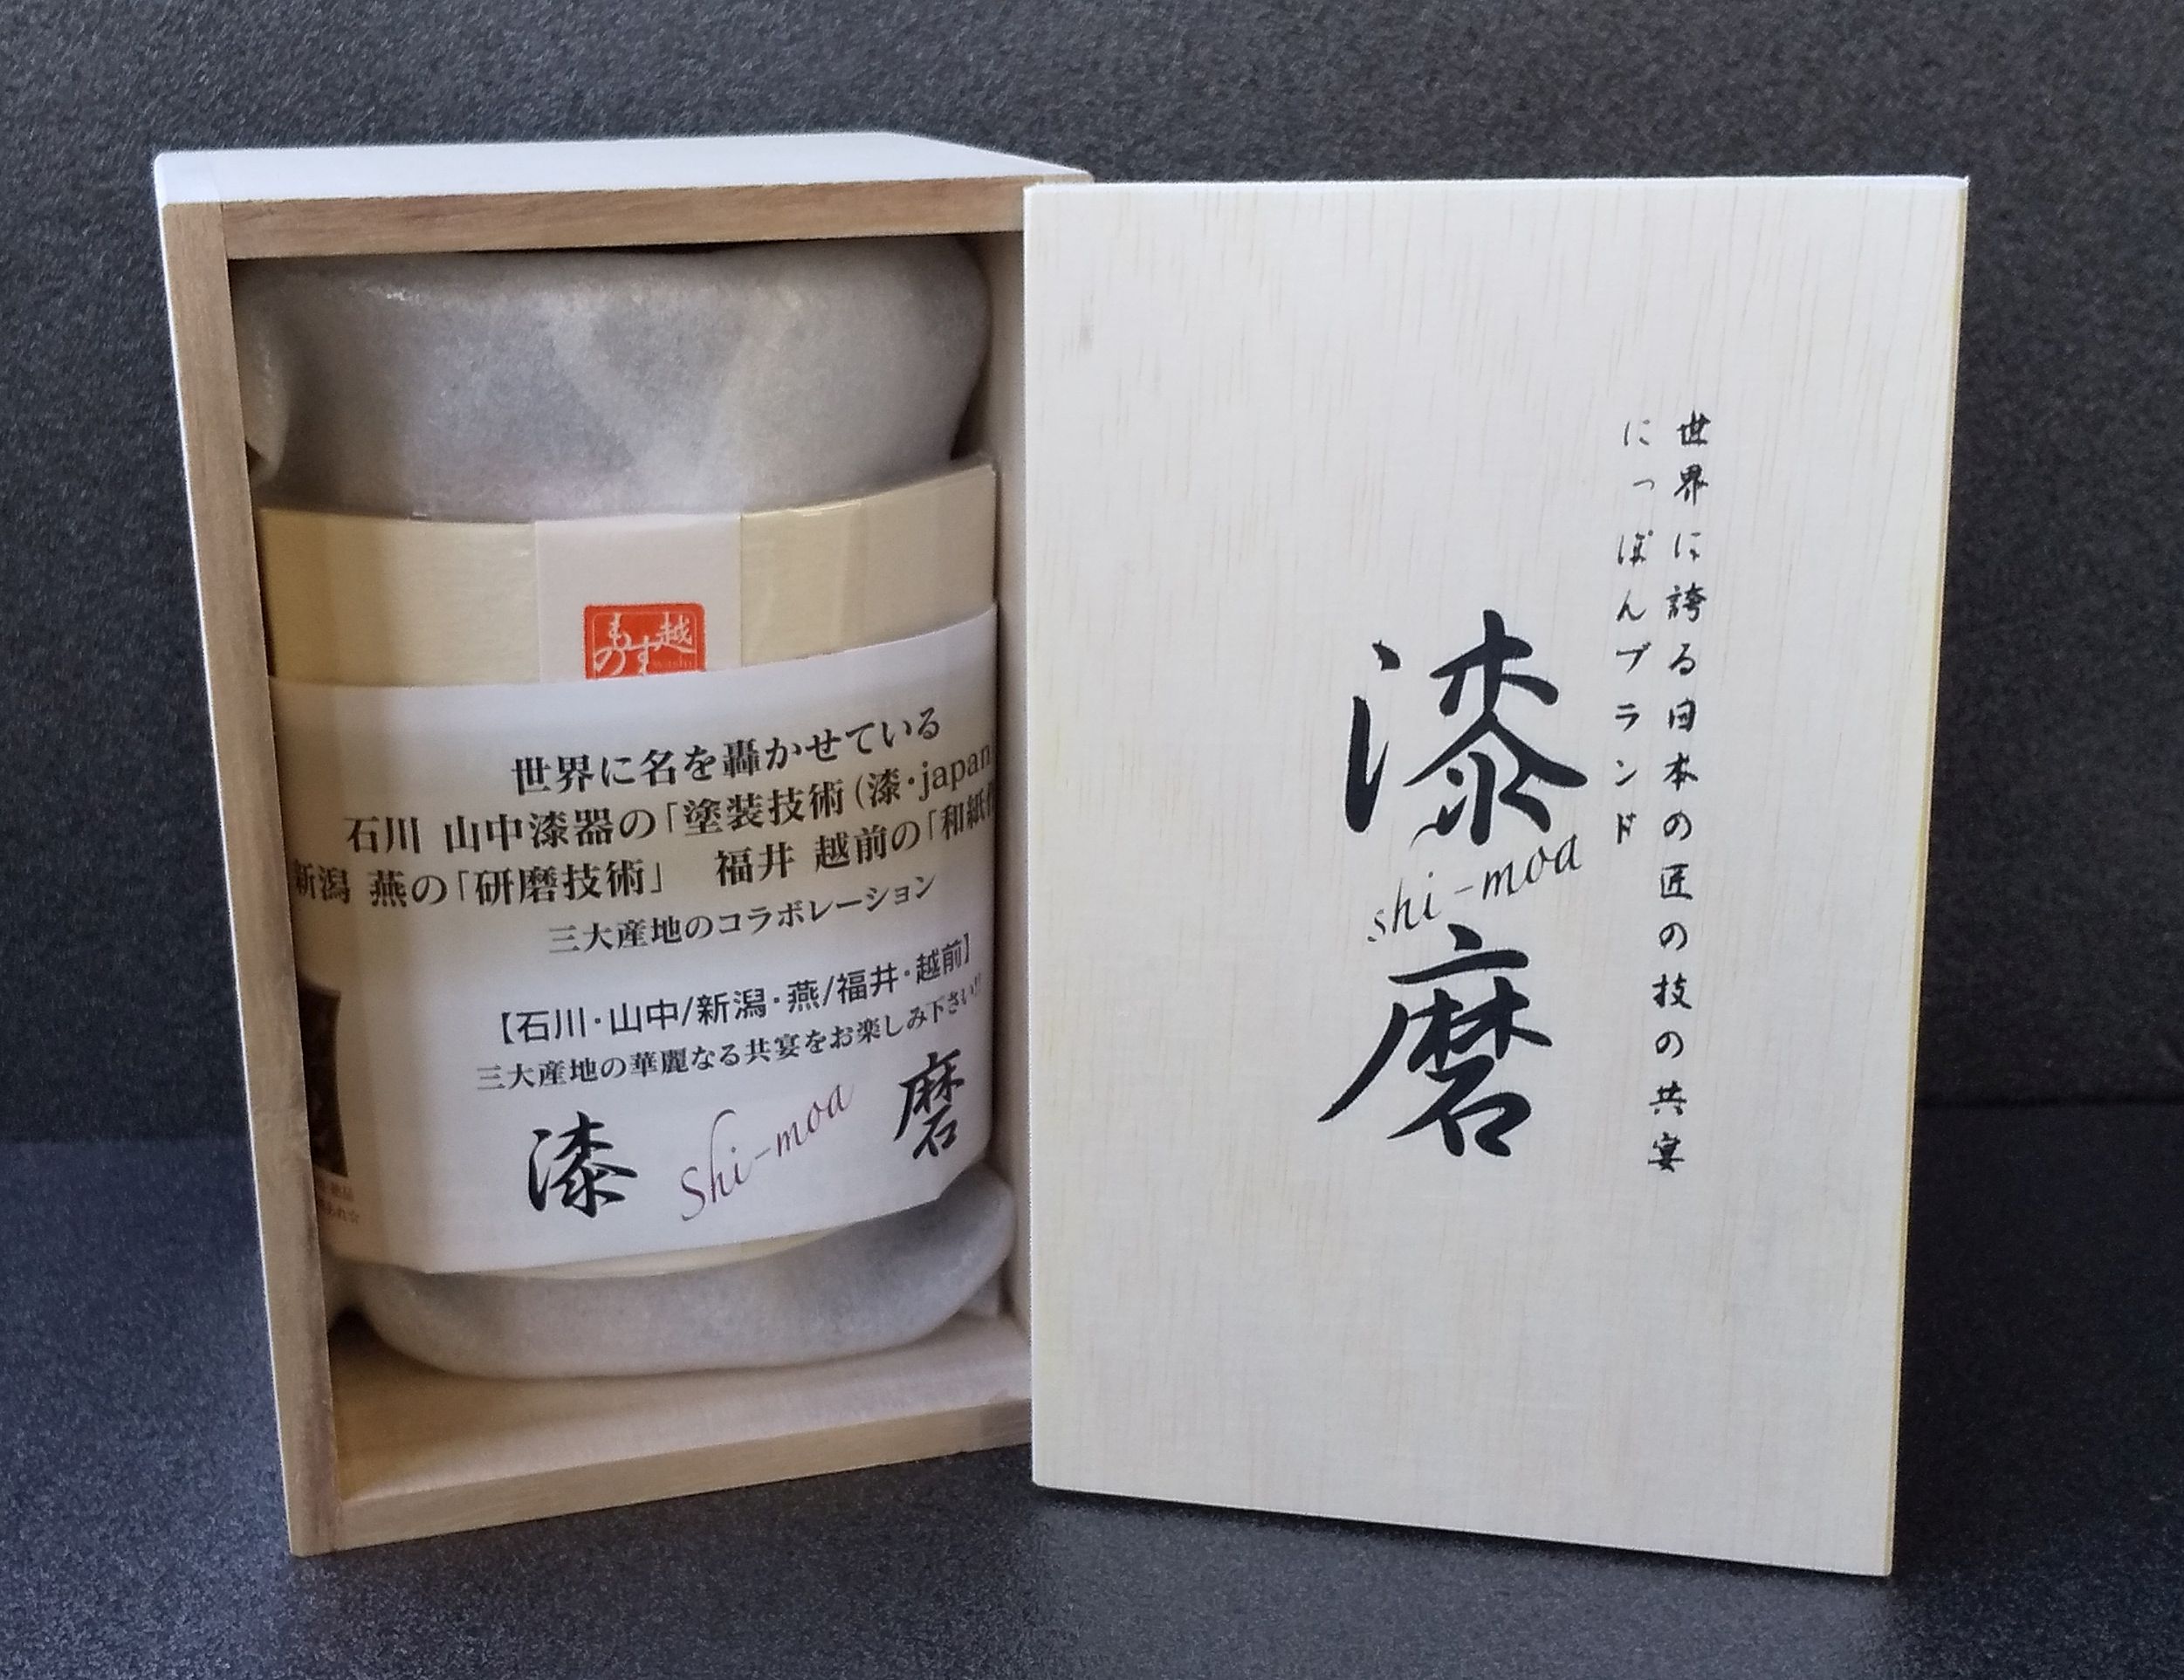 越
もすの
washi
世界に名を轟かせている
石川 山中漆器の「塗装技術(漆・japan
新潟 燕の「研磨技術」 福井 越前の「和紙
三大産地のコラボレーション
【石川・山中/新潟・燕/福井・越前】
三大産地の華麗なる共宴をお楽しみ下さい!!
漆 Shi-moa 磨
世界に誇る日本の匠の技の共宴
にっぽんブランド
漆
shi-moa
磨